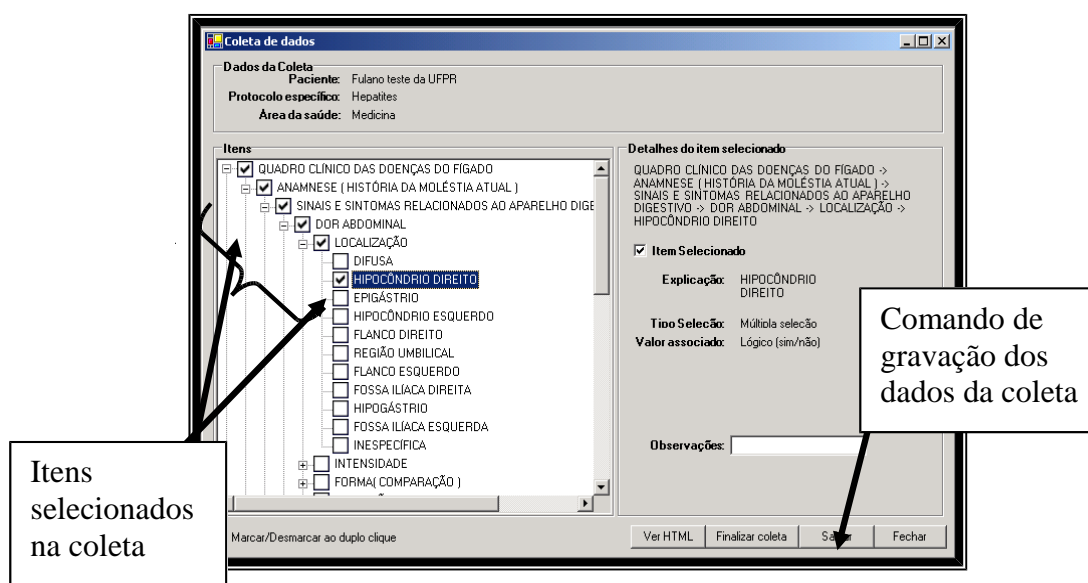 Coleta de dados
Dados da Coleta
Paciente: Fulano teste da UFPR
Protocolo específico: Hepatites
Área da saúde: Medicina
Itens
QUADRO CLÍNICO DAS DOENÇAS DO FÍGADO
ANAMNESE ( HISTÓRIA DA MOLÉSTIA ATUAL )
SINAIS E SINTOMAS RELACIONADOS AO APARELHO DIGE
DOR ABDOMINAL
LOCALIZAÇÃO
DIFUSA
HIPOCÔNDRIO DIREITO
EPIGÁSTRIO
HIPOCÔNDRIO ESQUERDO
FLANCO DIREITO
REGIÃO UMBILICAL
FLANCO ESQUERDO
FOSSA ILÍACA DIREITA
HIPOGÁSTRIO
FOSSA ILÍACA ESQUERDA
INESPECÍFICA
INTENSIDADE
FORMA( COMPARAÇÃO )
Marcar/Desmarcar ao duplo clique
Detalhes do item selecionado
QUADRO CLÍNICO DAS DOENÇAS DO FÍGADO ->
ANAMNESE ( HISTÓRIA DA MOLÉSTIA ATUAL ) ->
SINAIS E SINTOMAS RELACIONADOS AO APARELHO
DIGESTIVO -> DOR ABDOMINAL -> LOCALIZAÇÃO ->
HIPOCÔNDRIO DIREITO
Item Selecionado
Explicação: HIPOCÔNDRIO
DIREITO
Tipo Seleção: Múltipla seleção
Valor associado: Lógico (sim/não)
Observações:
Ver HTML Finalizar coleta Fechar
Comando de
gravação dos
dados da coleta
Itens
selecionados
na coleta